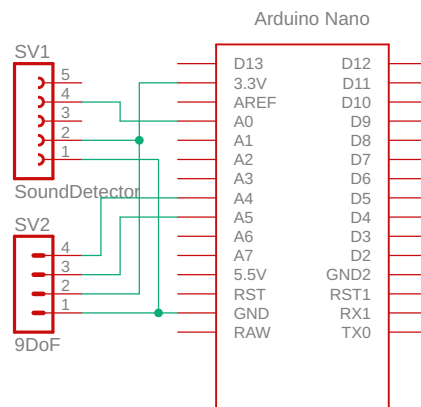 Arduino Nano
SV1
5
4
3
2
1
SoundDetector
SV2
4
3
2
1
9DoF
D13 D12
3.3V D11
AREF D10
A0 D9
A1 D8
A2 D7
A3 D6
A4 D5
A5 D4
A6 D3
A7 D2
5.5V GND2
RST RST1
GND RX1
RAW TX0